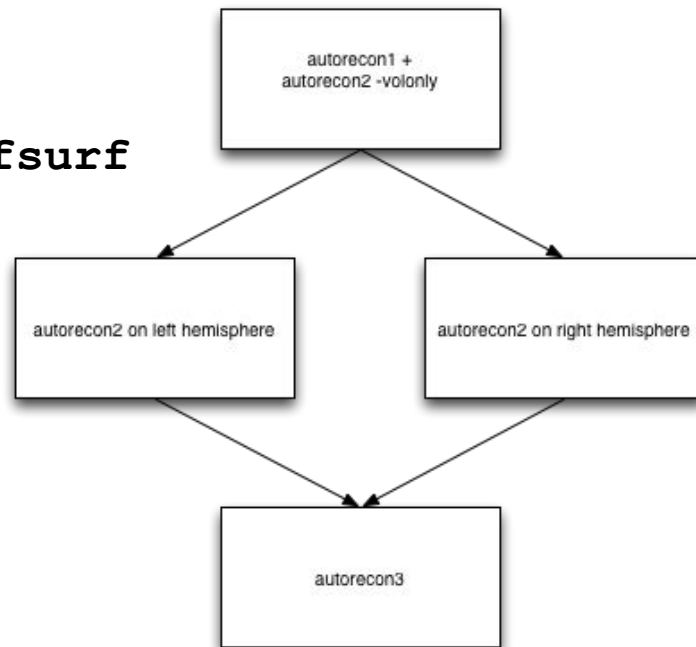 autorecon1 +
autorecon2 -volonly
fsurf
autorecon2 on left hemisphere
autorecon2 on right hemisphere
autorecon3